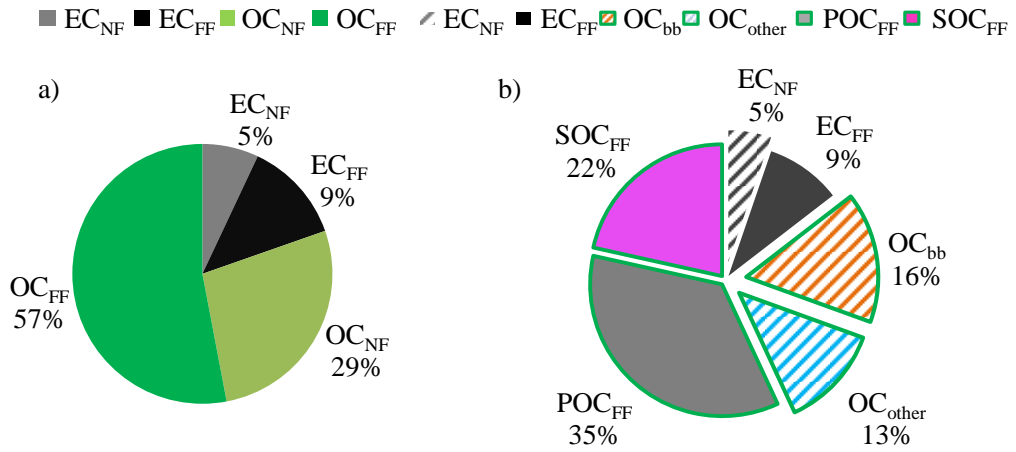 EC_NF EC_FF OC_NF OC_FF EC_NF EC_FF OC_bb OC_other POC_FF SOC_FF
a)
EC_NF
5%
EC_FF
9%
OC_NF
29%
OC_FF
57%
b)
EC_NF
5%
EC_FF
9%
OC_bb
16%
OC_other
13%
POC_FF
35%
SOC_FF
22%